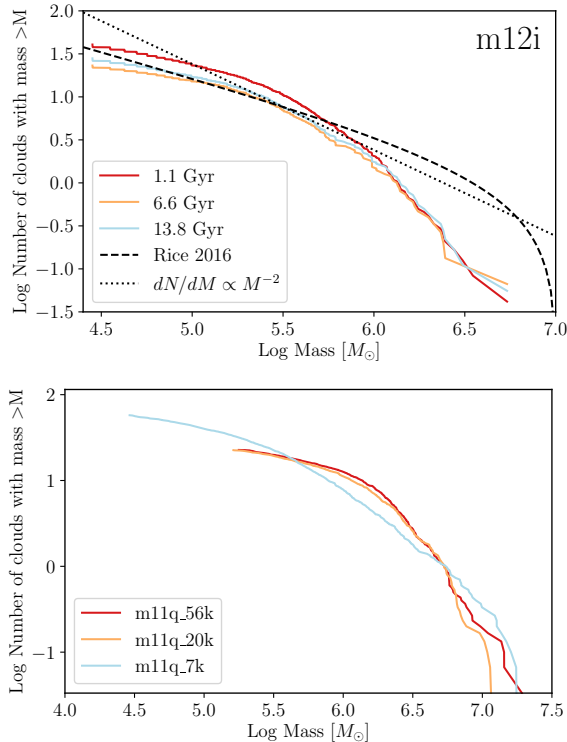 m12i
Log Number of clouds with mass >M
2.0
1.5
1.0
0.5
0.0
−0.5
−1.0
−1.5
1.1 Gyr
6.6 Gyr
13.8 Gyr
Rice 2016
dN/dM ∝ M⁻²
4.5 5.0 5.5 6.0 6.5 7.0
Log Mass [M⊙]
Log Number of clouds with mass >M
2
1
0
−1
m11q_56k
m11q_20k
m11q_7k
4.0 4.5 5.0 5.5 6.0 6.5 7.0 7.5
Log Mass [M⊙]